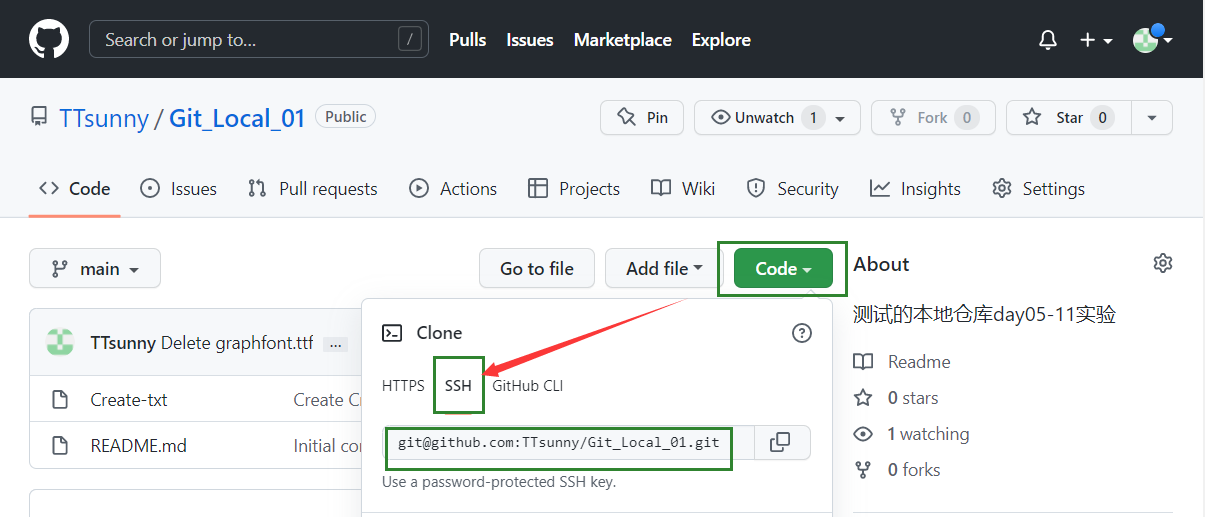 Search or jump to... / Pulls Issues Marketplace Explore
TTsunny / Git_Local_01 Public Pin Unwatch 1 Fork 0 Star 0
Code Issues Pull requests Actions Projects Wiki Security Insights Settings
main Go to file Add file Code About
测试的本地仓库day05-11实验
Clone
TTsunny Delete graphfont.ttf ...
HTTPS SSH GitHub CLI
Readme
Create-txt Create
0 stars
git@github.com:TTsunny/Git_Local_01.git
1 watching
README.md Initial
Use a password-protected SSH key.
0 forks